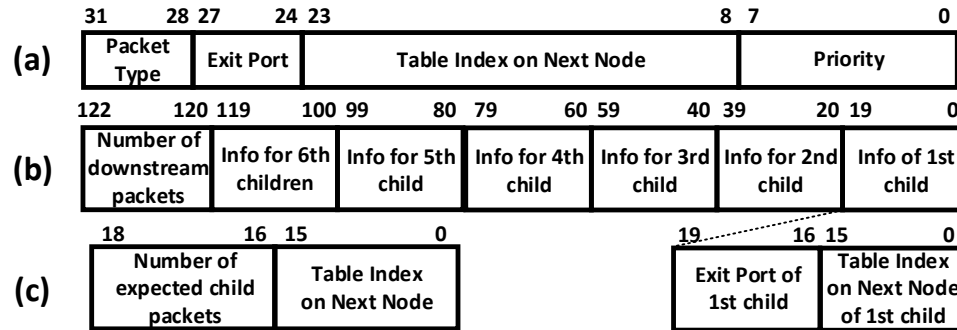 31 28 27 24 23 8 7 0
(a) Packet Type Exit Port Table Index on Next Node Priority
122 120 119 100 99 80 79 60 59 40 39 20 19 0
(b) Number of downstream packets Info for 6th children Info for 5th child Info for 4th child Info for 3rd child Info for 2nd child Info of 1st child
18 16 15 0 19 16 15 0
(c) Number of expected child packets Table Index on Next Node Exit Port of 1st child Table Index on Next Node of 1st child